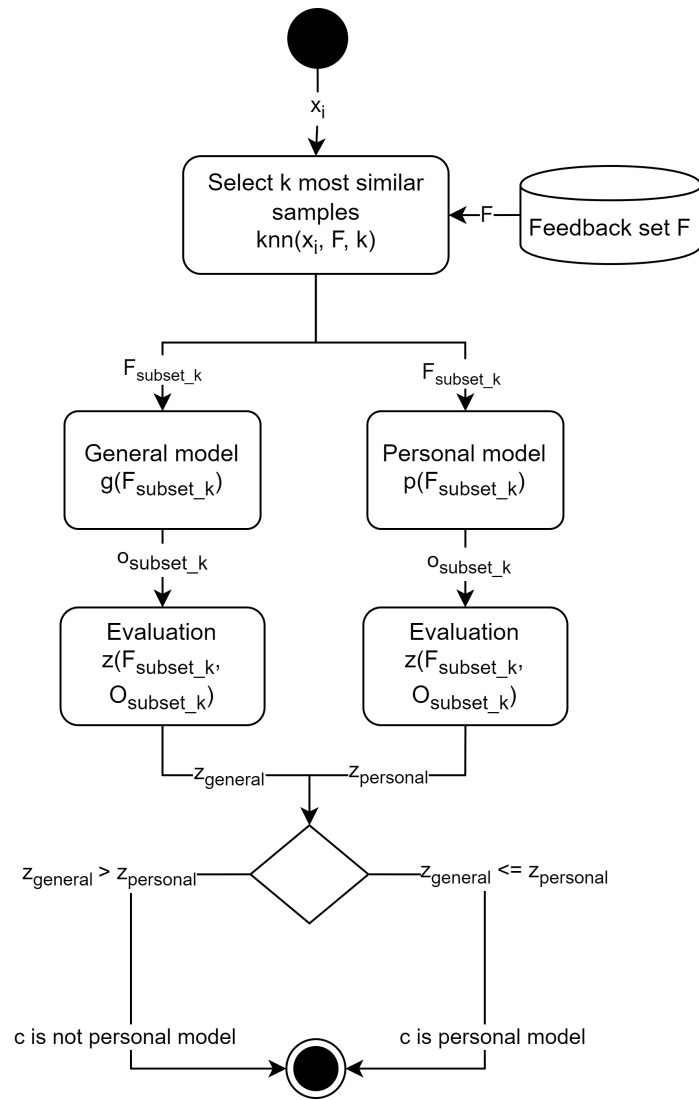 x_i
Select k most similar
samples
knn(x_i, F, k)
F
Feedback set F
F_subset_k
F_subset_k
General model
g(F_subset_k)
Personal model
p(F_subset_k)
o_subset_k
o_subset_k
Evaluation
z(F_subset_k,
O_subset_k)
Evaluation
z(F_subset_k,
O_subset_k)
z_general
z_personal
z_general > z_personal
z_general <= z_personal
c is not personal model
c is personal model